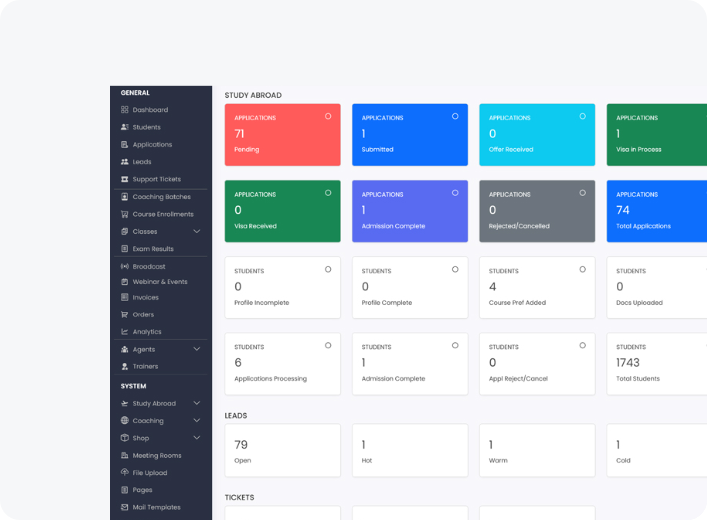 GENERAL
Dashboard
Students
Applications
Leads
Support Tickets
Coaching Batches
Course Enrollments
Classes
Exam Results
Broadcast
Webinar & Events
Invoices
Orders
Analytics
Agents
Trainers
SYSTEM
Study Abroad
Coaching
Shop
Meeting Rooms
File Upload
Pages
Mail Templates
STUDY ABROAD
APPLICATIONS
71
Pending
APPLICATIONS
1
Submitted
APPLICATIONS
0
Offer Received
APPLICATIONS
1
Visa in Process
APPLICATIONS
0
Visa Received
APPLICATIONS
1
Admission Complete
APPLICATIONS
0
Rejected/Cancelled
APPLICATIONS
74
Total Applications
STUDENTS
0
Profile Incomplete
STUDENTS
0
Profile Complete
STUDENTS
4
Course Pref Added
STUDENTS
0
Docs Uploaded
STUDENTS
6
Applications Processing
STUDENTS
1
Admission Complete
STUDENTS
0
Appl Reject/Cancel
STUDENTS
1743
Total Students
LEADS
79
Open
1
Hot
1
Warm
1
Cold
TICKETS